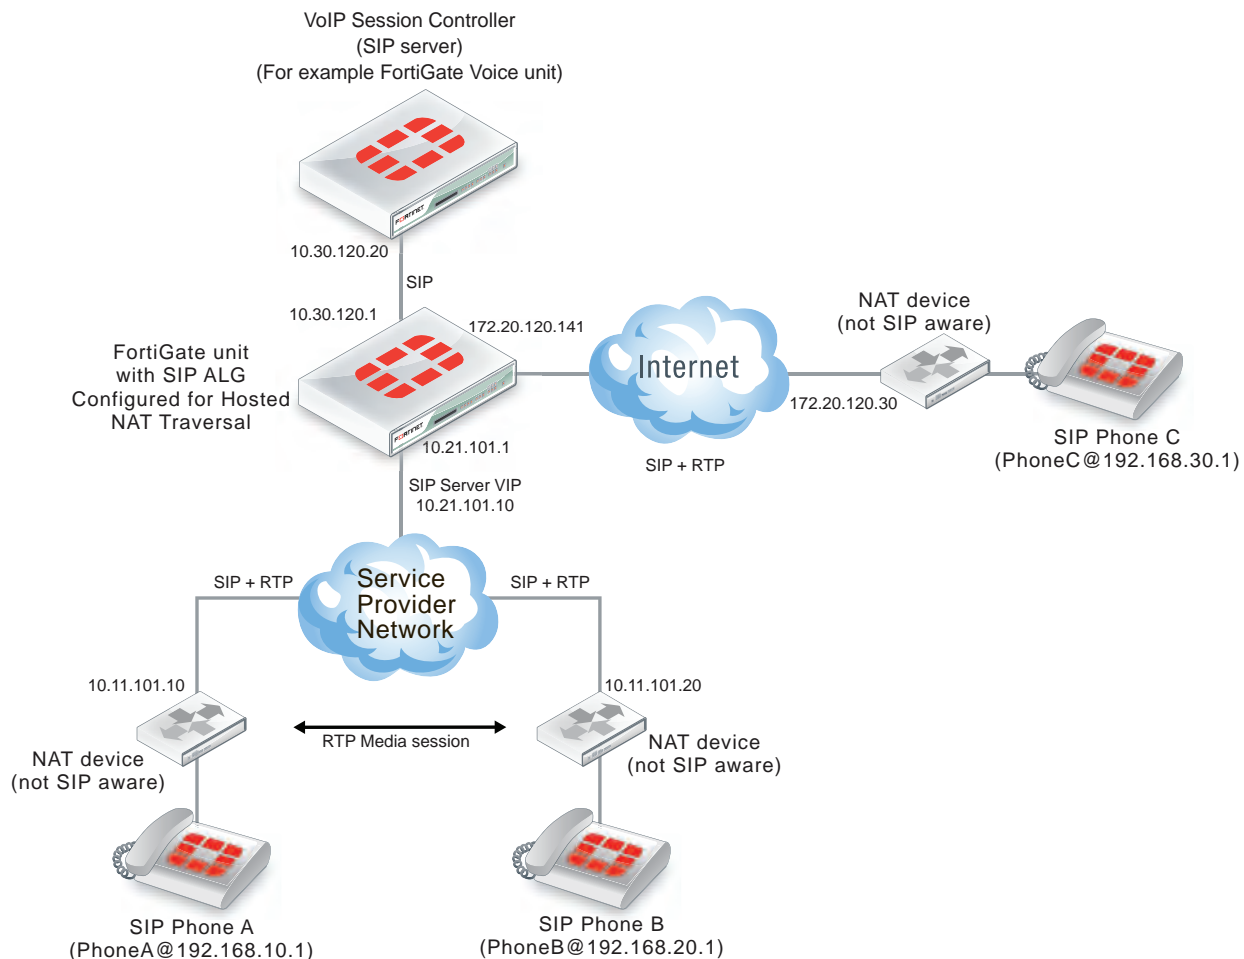 VoIP Session Controller
(SIP server)
(For example FortiGate Voice unit)
FORTINET
10.30.120.20
SIP
10.30.120.1
172.20.120.141
FortiGate unit
with SIP ALG
Configured for Hosted
NAT Traversal
FORTINET
10.21.101.1
Internet
SIP + RTP
NAT device
(not SIP aware)
172.20.120.30
SIP Phone C
(PhoneC@192.168.30.1)
SIP Server VIP
10.21.101.10
SIP + RTP
Service
Provider
Network
SIP + RTP
10.11.101.10
10.11.101.20
RTP Media session
NAT device
(not SIP aware)
NAT device
(not SIP aware)
SIP Phone A
(PhoneA@192.168.10.1)
SIP Phone B
(PhoneB@192.168.20.1)